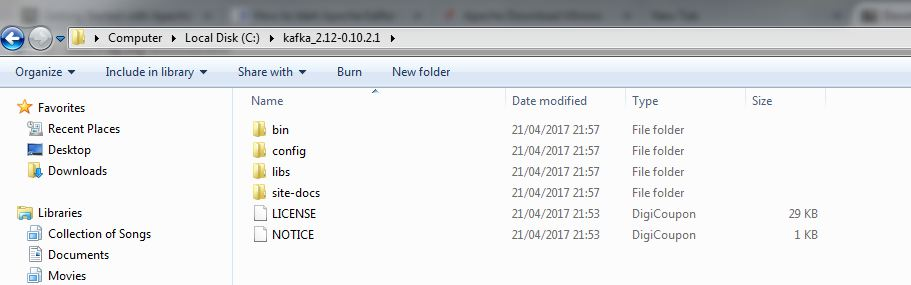 Computer Local Disk (C:) kafka_2.12-0.10.2.1
Organize Include in library Share with Burn New folder
Name Date modified Type Size
Favorites
Recent Places
Desktop
Downloads
Libraries
Collection of Songs
Documents
Movies
bin 21/04/2017 21:57 File folder
config 21/04/2017 21:57 File folder
libs 21/04/2017 21:57 File folder
site-docs 21/04/2017 21:57 File folder
LICENSE 21/04/2017 21:53 DigiCoupon 29 KB
NOTICE 21/04/2017 21:53 DigiCoupon 1 KB